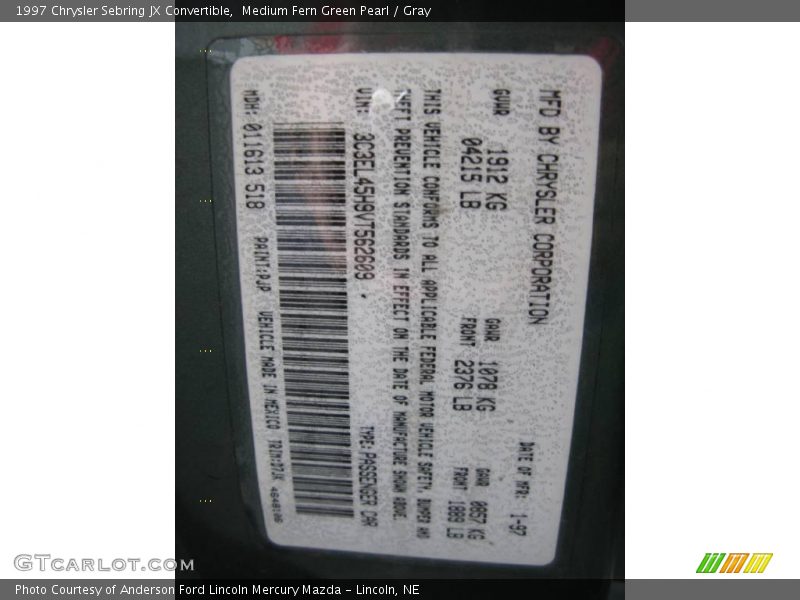 1997 Chrysler Sebring JX Convertible, Medium Fern Green Pearl / Gray
MFD BY CHRYSLER CORPORATION
DATE OF MFR: 1-97
GVWR 1912 KG
04215 LB
GAWR 1078 KG
FRONT 2376 LB
GAWR 0857 KG
FRONT 1889 LB
THIS VEHICLE CONFORMS TO ALL APPLICABLE FEDERAL MOTOR VEHICLE SAFETY, BUMPER AND
THEFT PREVENTION STANDARDS IN EFFECT ON THE DATE OF MANUFACTURE SHOWN ABOVE.
VIN: 3C3EL45H9VT562609
TYPE: PASSENGER CAR
MDH: 011613 518 PAINT:PJP VEHICLE MADE IN MEXICO
GTCARLOT.COM
Photo Courtesy of Anderson Ford Lincoln Mercury Mazda - Lincoln, NE